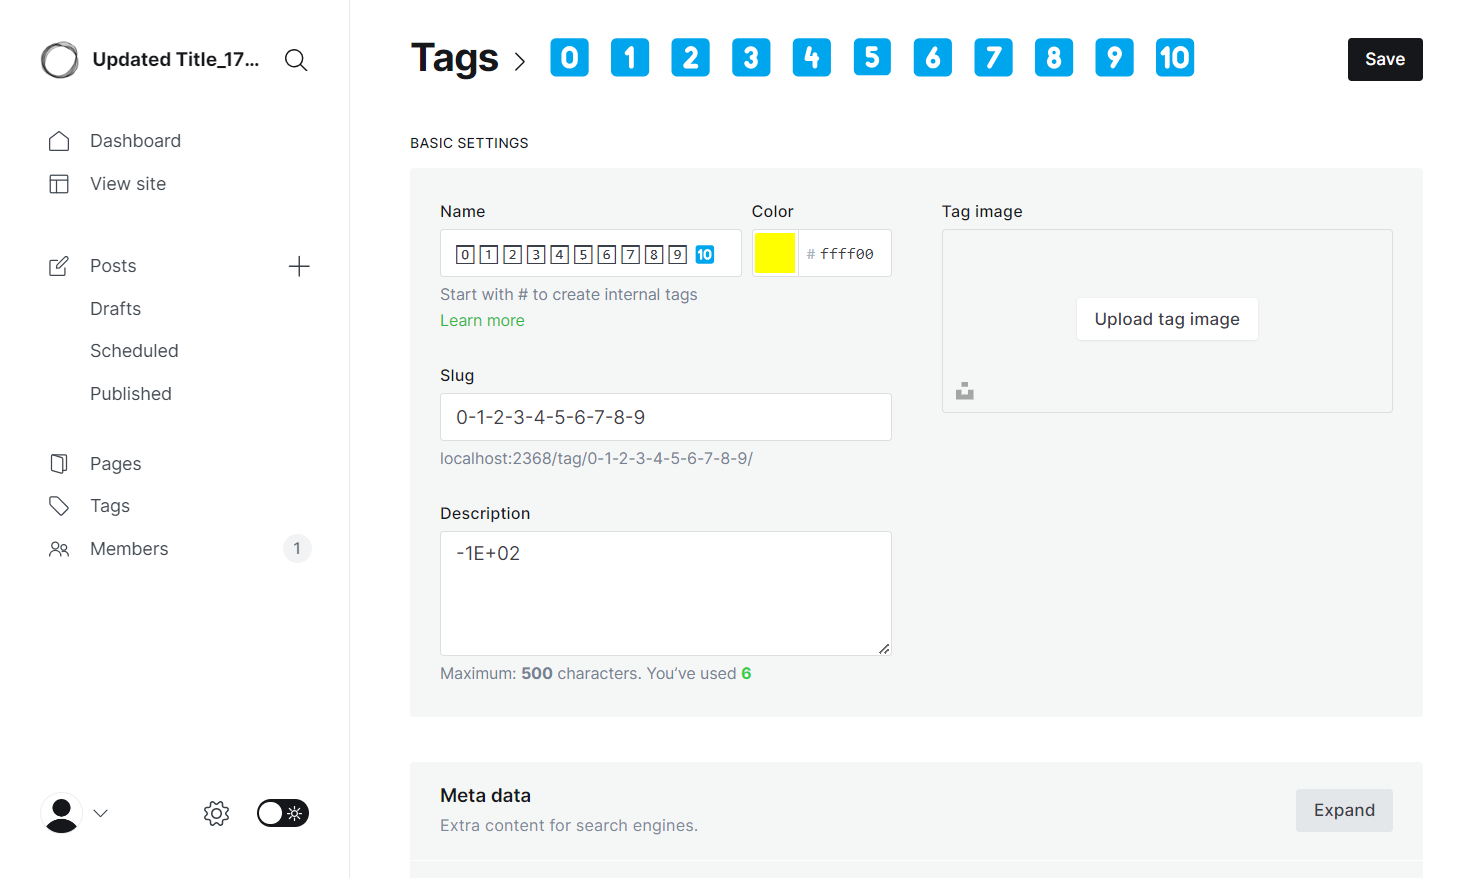 Updated Title_17...
Dashboard
View site
Posts
Drafts
Scheduled
Published
Pages
Tags
Members 1
Tags 0️⃣ 1️⃣ 2️⃣ 3️⃣ 4️⃣ 5️⃣ 6️⃣ 7️⃣ 8️⃣ 9️⃣ 🔟
Save
BASIC SETTINGS
Name
0️⃣ 1️⃣ 2️⃣ 3️⃣ 4️⃣ 5️⃣ 6️⃣ 7️⃣ 8️⃣ 9️⃣ 🔟
Start with # to create internal tags
Learn more
Color
# ffff00
Slug
0-1-2-3-4-5-6-7-8-9
localhost:2368/tag/0-1-2-3-4-5-6-7-8-9/
Description
-1E+02
Maximum: 500 characters. You’ve used 6
Tag image
Upload tag image
Meta data
Extra content for search engines.
Expand